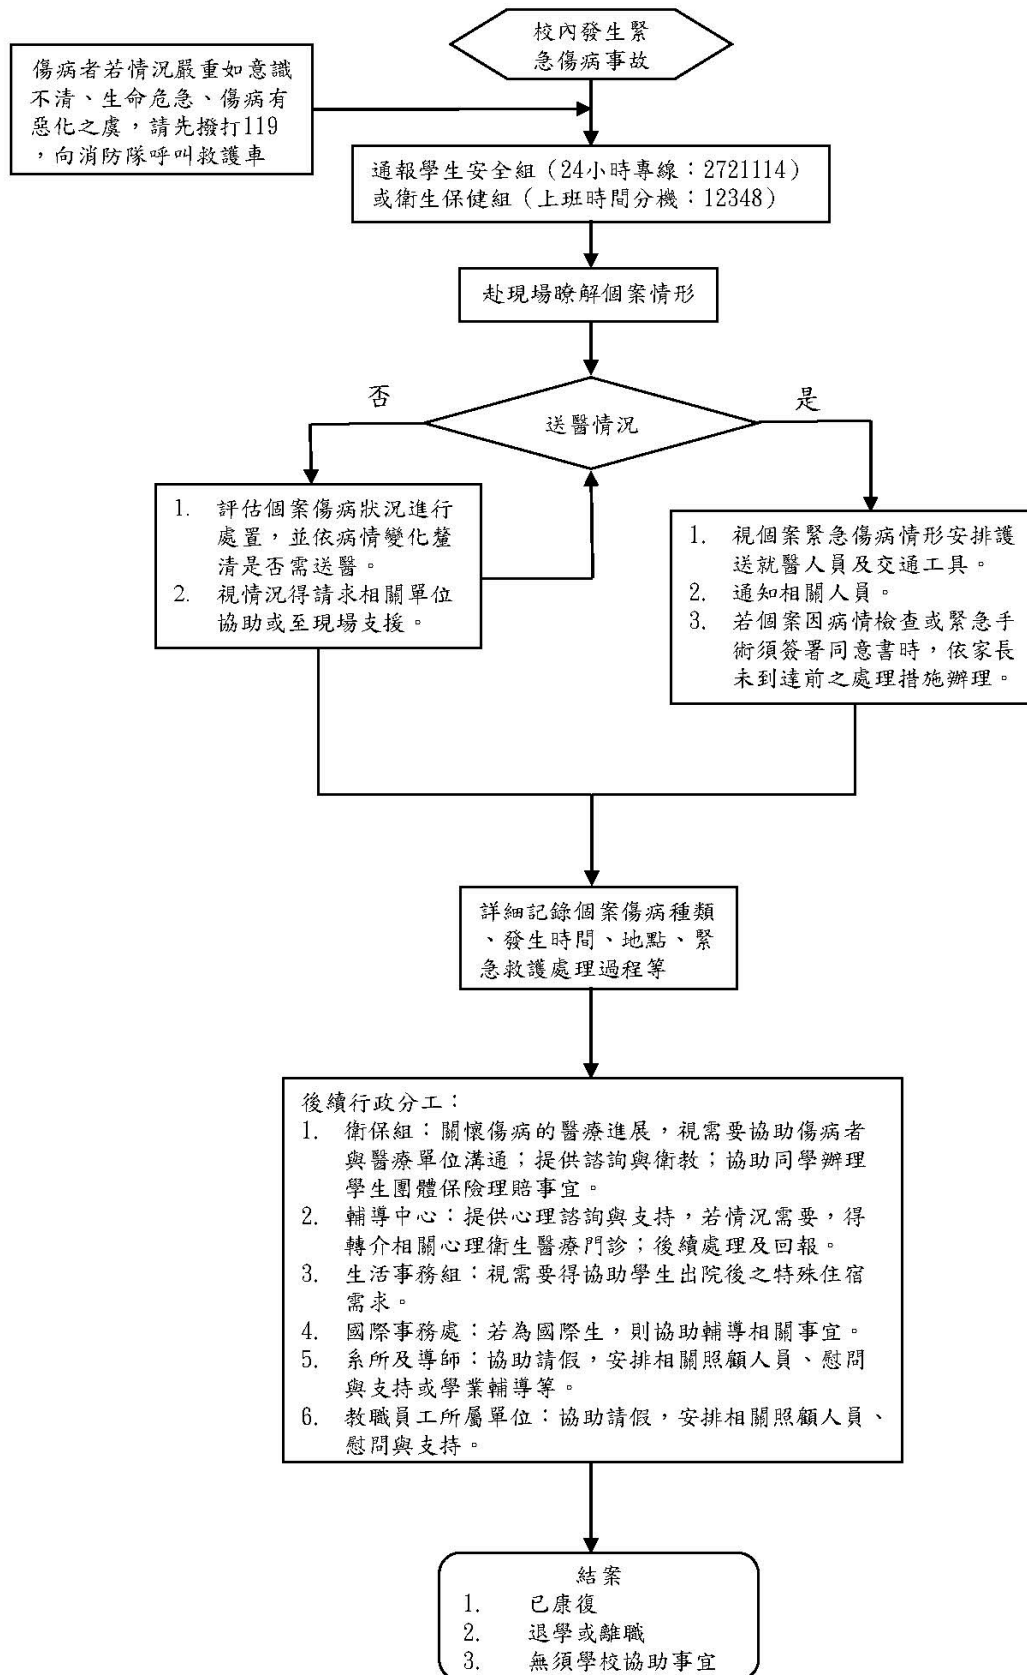 校內發生緊
急傷病事故
傷病者若情況嚴重如意識
不清、生命危急、傷病有
惡化之虞，請先撥打119
，向消防隊呼叫救護車
通報學生安全組（24小時專線：2721114）
或衛生保健組（上班時間分機：12348）
赴現場瞭解個案情形
送醫情況
否
是
1. 評估個案傷病狀況進行
處置，並依病情變化釐
清是否需送醫。
2. 視情況得請求相關單位
協助或至現場支援。
1. 視個案緊急傷病情形安排護
送就醫人員及交通工具。
2. 通知相關人員。
3. 若個案因病情檢查或緊急手
術須簽署同意書時，依家長
未到達前之處理措施辦理。
詳細記錄個案傷病種類
、發生時間、地點、緊
急救護處理過程等
後續行政分工：
1. 衛保組：關懷傷病的醫療進展，視需要協助傷病者
與醫療單位溝通；提供諮詢與衛教；協助同學辦理
學生團體保險理賠事宜。
2. 輔導中心：提供心理諮詢與支持，若情況需要，得
轉介相關心理衛生醫療門診；後續處理及回報。
3. 生活事務組：視需要得協助學生出院後之特殊住宿
需求。
4. 國際事務處：若為國際生，則協助輔導相關事宜。
5. 系所及導師：協助請假，安排相關照顧人員、慰問
與支持或學業輔導等。
6. 教職員工所屬單位：協助請假，安排相關照顧人員、
慰問與支持。
結案
1. 已康復
2. 退學或離職
3. 無須學校協助事宜